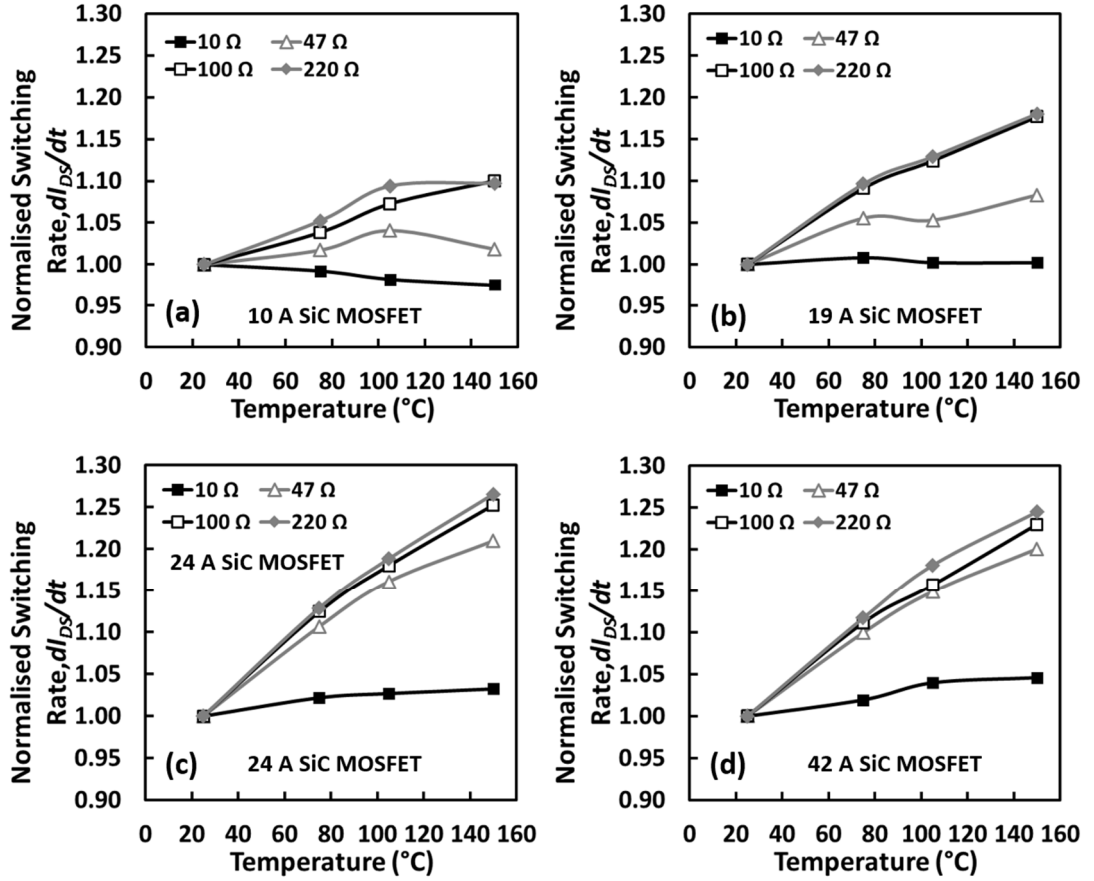 1.30
1.25
1.20
1.15
1.10
1.05
1.00
0.95
0.90
Normalised Switching
Rate,dI_DS/dt
10 Ω 47 Ω
100 Ω 220 Ω
(a) 10 A SiC MOSFET
0 20 40 60 80 100 120 140 160
Temperature (°C)
1.30
1.25
1.20
1.15
1.10
1.05
1.00
0.95
0.90
Normalised Switching
Rate,dI_DS/dt
10 Ω 47 Ω
100 Ω 220 Ω
(b) 19 A SiC MOSFET
0 20 40 60 80 100 120 140 160
Temperature (°C)
1.30
1.25
1.20
1.15
1.10
1.05
1.00
0.95
0.90
Normalised Switching
Rate,dI_DS/dt
10 Ω 47 Ω
100 Ω 220 Ω
24 A SiC MOSFET
(c) 24 A SiC MOSFET
0 20 40 60 80 100 120 140 160
Temperature (°C)
1.30
1.25
1.20
1.15
1.10
1.05
1.00
0.95
0.90
Normalised Switching
Rate,dI_DS/dt
10 Ω 47 Ω
100 Ω 220 Ω
(d) 42 A SiC MOSFET
0 20 40 60 80 100 120 140 160
Temperature (°C)